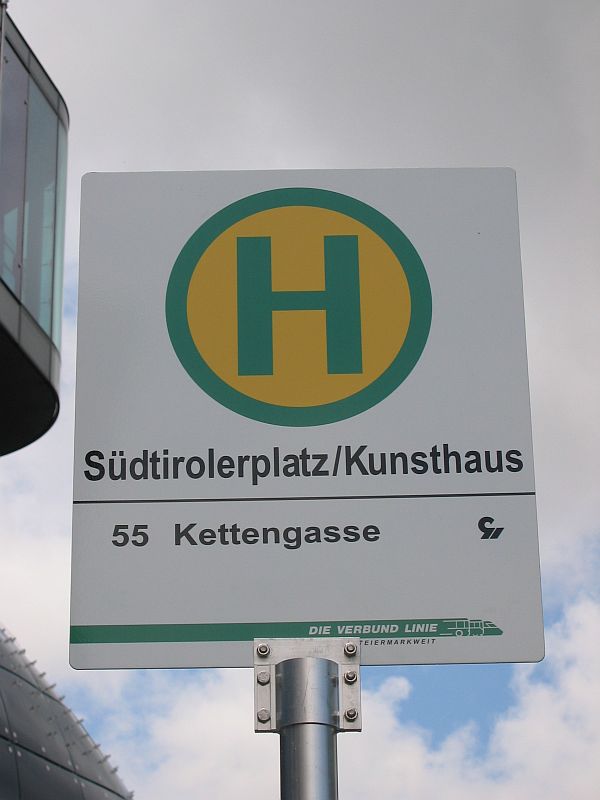 H
Südtirolerplatz/Kunsthaus
55 Kettengasse
DIE VERBUND LINIE
STEIERMARKWEIT